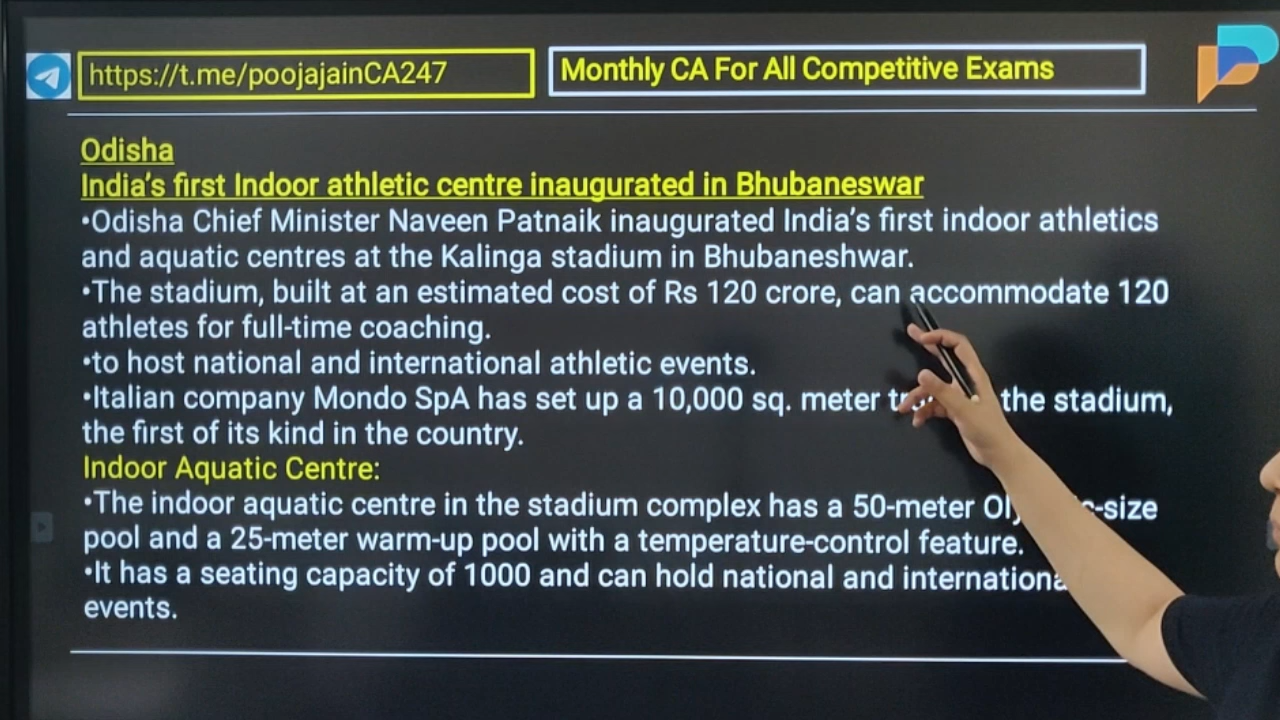 https://t.me/poojajainCA247
Monthly CA For All Competitive Exams
Odisha
India's first Indoor athletic centre inaugurated in Bhubaneswar
•Odisha Chief Minister Naveen Patnaik inaugurated India's first indoor athletics
and aquatic centres at the Kalinga stadium in Bhubaneshwar.
•The stadium, built at an estimated cost of Rs 120 crore, can accommodate 120
athletes for full-time coaching.
•to host national and international athletic events.
•Italian company Mondo SpA has set up a 10,000 sq. meter the stadium,
the first of its kind in the country.
Indoor Aquatic Centre:
•The indoor aquatic centre in the stadium complex has a 50-meter -size
pool and a 25-meter warm-up pool with a temperature-control feature.
•It has a seating capacity of 1000 and can hold national and
events.